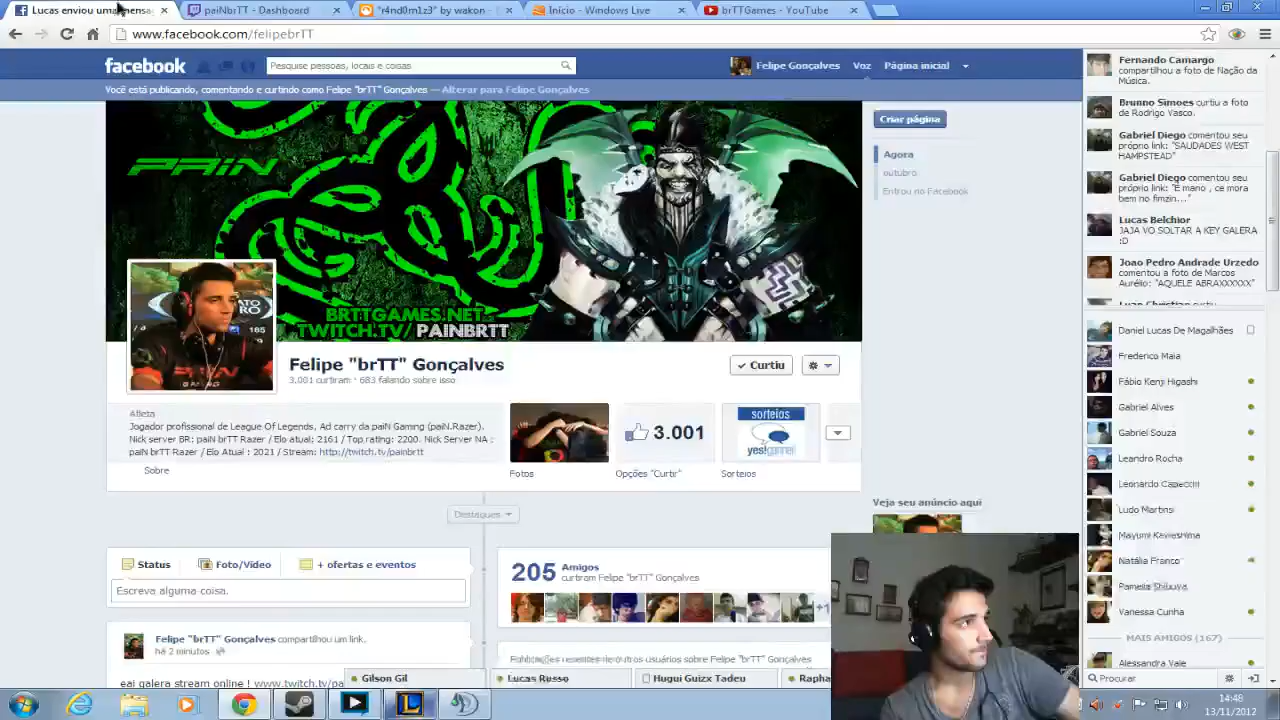 Lucas enviou uma mensa
paiNbrTT - Dashboard
"r4nd0m1z3" by wakon -
Início - Windows Live
brTTGames - YouTube
www.facebook.com/felipebrTT
facebook
Pesquise pessoas, locais e coisas
Felipe Gonçalves
Voz
Página inicial
Você está publicando, comentando e curtindo como Felipe "brTT" Gonçalves — Alterar para Felipe Gonçalves
PAIN
BRTTGAMES.NET
TWITCH.TV/ PAINBRTT
Criar página
Agora
outubro
Entrou no Facebook
Felipe "brTT" Gonçalves
3.001 curtiram · 683 falando sobre isso
Curtiu
Atleta
Jogador profissional de League Of Legends, Ad carry da paiN Gaming (paiN.Razer).
Nick server BR: paiN brTT Razer / Elo atual: 2161 / Top rating: 2200. Nick Server NA :
paiN brTT Razer / Elo Atual : 2021 / Stream: http://twitch.tv/painbrtt
Sobre
Fotos
3.001
Opções "Curtir"
sorteios
Sorteios
Destaques
Veja seu anúncio aqui
Status
Foto/Vídeo
+ ofertas e eventos
Escreva alguma coisa.
205 Amigos
curtiram Felipe "brTT" Gonçalves
+1
Felipe "brTT" Gonçalves compartilhou um link.
há 2 minutos
eai galera stream online ! www.twitch.tv/pa
Gilson Gil
Lucas Russo
Hugui Guizx Tadeu
Rapha
Fernando Camargo
compartilhou a foto de Nação da
Música.
Brunno Simoes curtiu a foto
de Rodrigo Vasco.
Gabriel Diego comentou seu
próprio link: "SAUDADES WEST
HAMPSTEAD"
Gabriel Diego comentou seu
próprio link: "E mano , ce mora
bem no fimzin...."
Lucas Belchior
JAJA VO SOLTAR A KEY GALERA
:D
Joao Pedro Andrade Urzedo
comentou a foto de Marcos
Aurélio: "AQUELE ABRAXXXXXX"
Daniel Lucas De Magalhães
Frederico Maia
Fábio Kenji Higashi
Gabriel Alves
Gabriel Souza
Leandro Rocha
Leonardo Capecci
Ludo Martins
Mayumi Kavashima
Natália Franco
Vanessa Cunha
MAIS AMIGOS (167)
Alessandra Vale
Procurar
14:48
13/11/2012